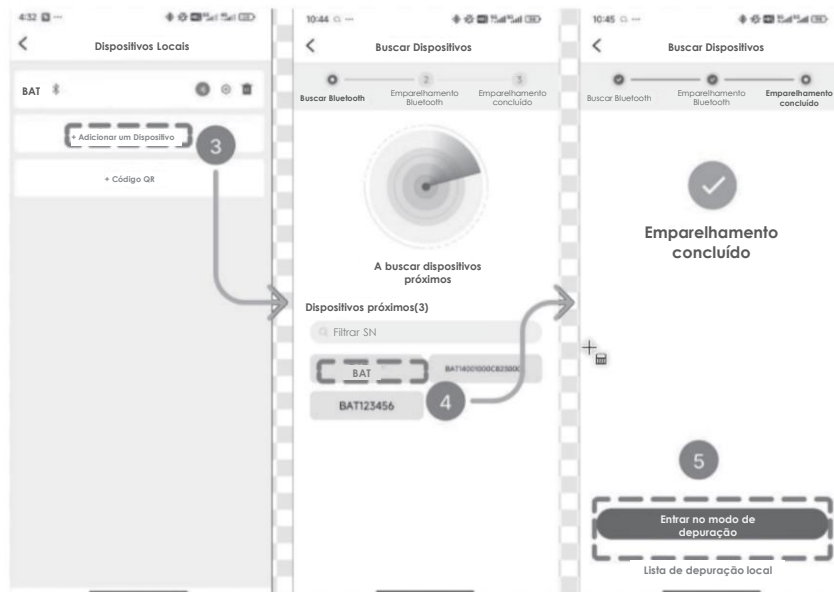 4:32
Dispositivos Locais
BAT
+ Adicionar um Dispositivo
3
+ Código QR
10:44
Buscar Dispositivos
2
3
Buscar Bluetooth
Emparelhamento
Bluetooth
Emparelhamento
concluído
A buscar dispositivos
próximos
Dispositivos próximos(3)
Filtrar SN
BAT
BAT123456
4
10:45
Buscar Dispositivos
Buscar Bluetooth
Emparelhamento
Bluetooth
Emparelhamento
concluído
Emparelhamento
concluído
5
Entrar no modo de
depuração
Lista de depuração local